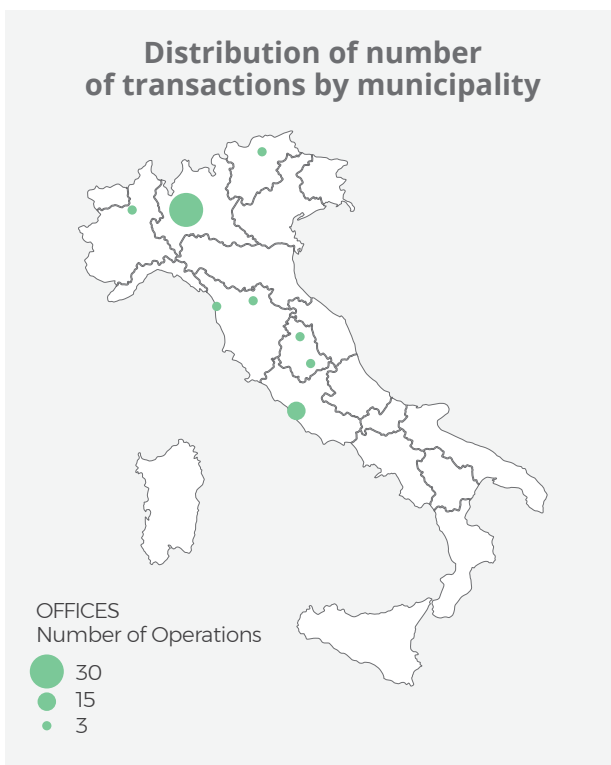 Distribution of number
of transactions by municipality
OFFICES
Number of Operations
30
15
3